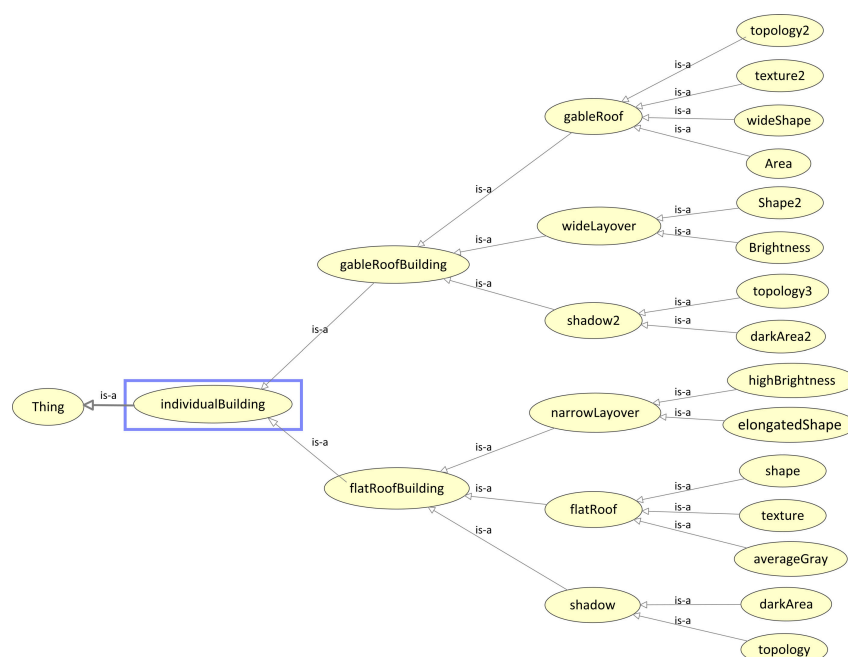 topology2
is-a
texture2
is-a
is-a
gableRoof
wideShape
is-a
Area
is-a
Shape2
is-a
wideLayover
is-a
is-a
Brightness
gableRoofBuilding
is-a
topology3
is-a
shadow2
is-a
darkArea2
is-a
highBrightness
is-a
is-a
Thing
individualBuilding
narrowLayover
is-a
elongatedShape
is-a
is-a
shape
is-a
flatRoofBuilding
is-a
flatRoof
is-a
texture
is-a
averageGray
is-a
shadow
is-a
darkArea
is-a
topology